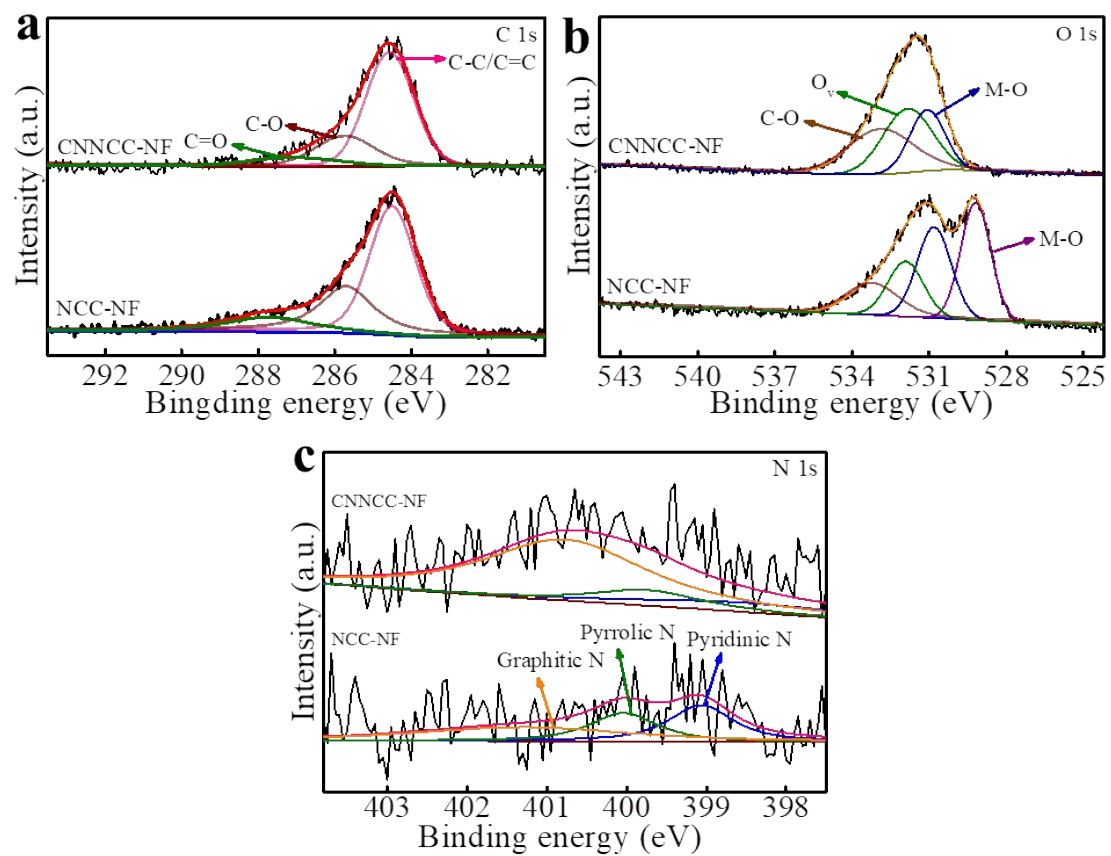 a
C 1s
C-C/C=C
C-O
C=O
CNNCC-NF
NCC-NF
Intensity (a.u.)
292 290 288 286 284 282
Bingding energy (eV)
b
O 1s
O_v
M-O
C-O
CNNCC-NF
M-O
NCC-NF
Intensity (a.u.)
543 540 537 534 531 528 525
Binding energy (eV)
c
N 1s
CNNCC-NF
NCC-NF
Pyrrolic N
Pyridinic N
Graphitic N
Intensity (a.u.)
403 402 401 400 399 398
Binding energy (eV)